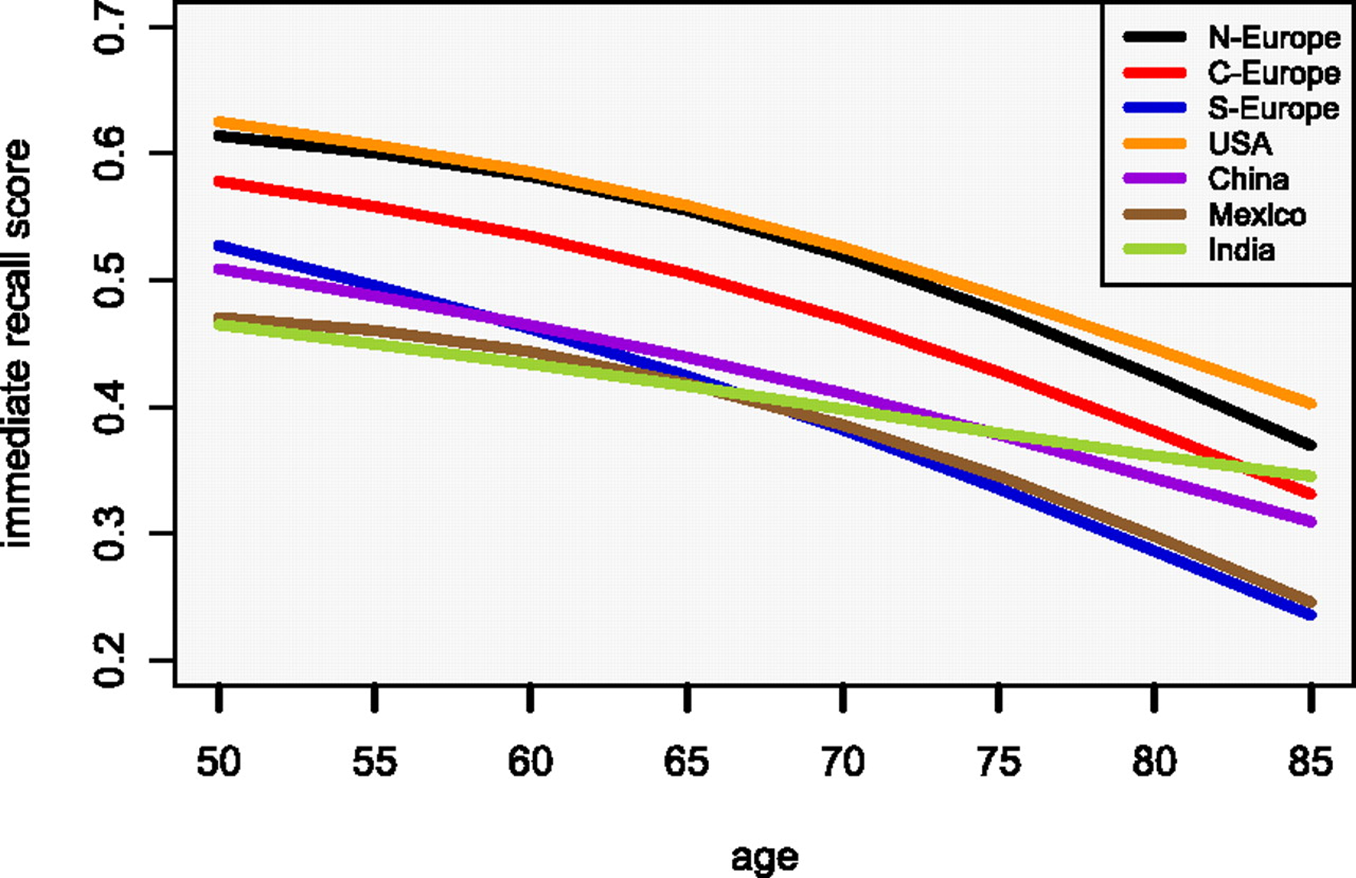 0.7
0.6
0.5
0.4
0.3
0.2
immediate recall score
N-Europe
C-Europe
S-Europe
USA
China
Mexico
India
50 55 60 65 70 75 80 85
age